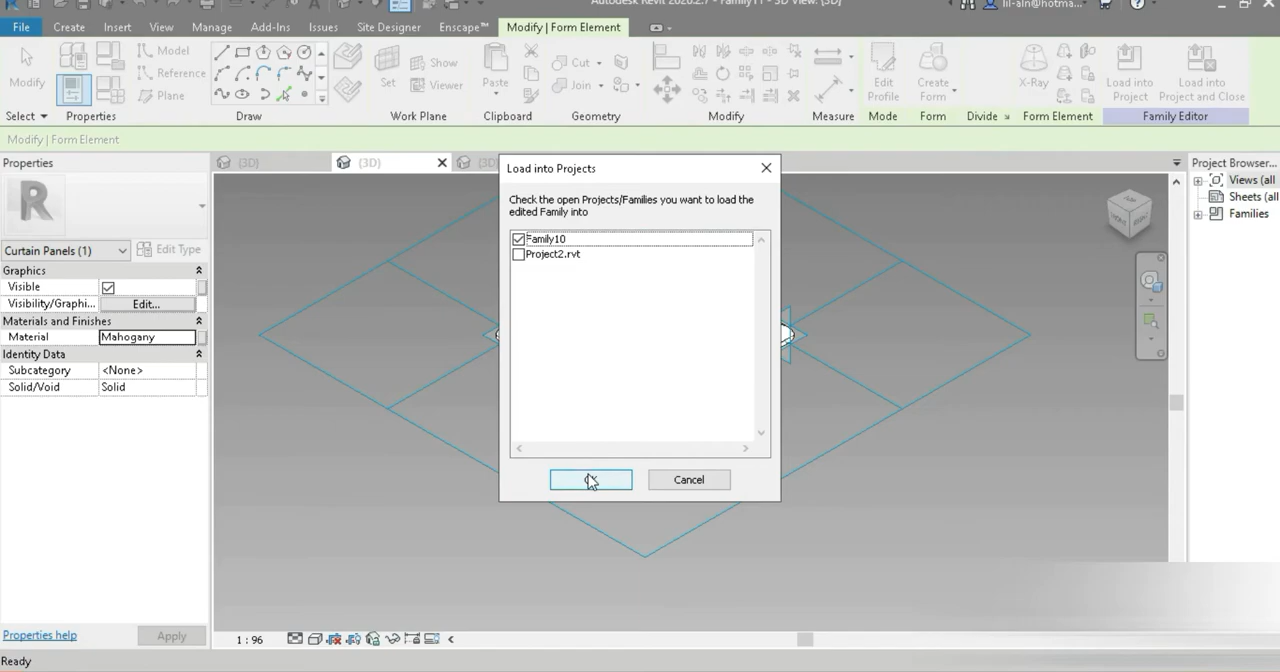 Autodesk Revit 2020.2.7 - Family11 - 3D View: {3D}
lil-aln@hotma...
File Create Insert View Manage Add-Ins Issues Site Designer Enscape™ Modify | Form Element
Modify
Model
Reference
Plane
Set
Show
Viewer
Paste
Cut
Join
Edit Profile
Create Form
X-Ray
Load into Project
Load into Project and Close
Select Properties Draw Work Plane Clipboard Geometry Modify Measure Mode Form Divide Form Element Family Editor
Modify | Form Element
Properties
R
Curtain Panels (1)
Edit Type
Graphics
Visible
Visibility/Graphi... Edit...
Materials and Finishes
Material Mahogany
Identity Data
Subcategory <None>
Solid/Void Solid
Properties help
Apply
Ready
{3D}
{3D}
{3D
Load into Projects
Check the open Projects/Families you want to load the
edited Family into
Family10
Project2.rvt
Cancel
1 : 96
Project Browser...
Views (all
Sheets (all
Families